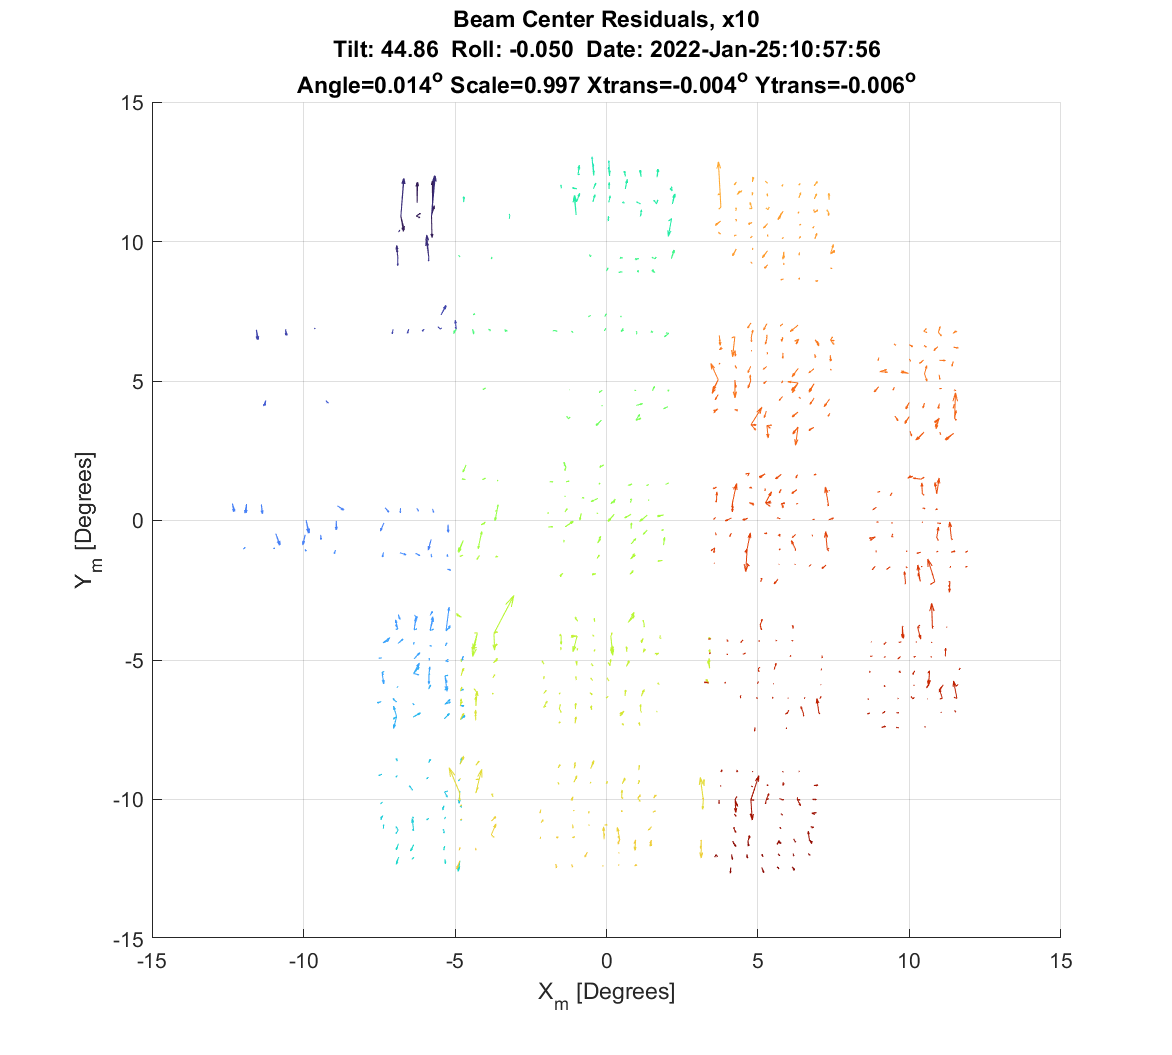 Beam Center Residuals, x10
Tilt: 44.86 Roll: -0.050 Date: 2022-Jan-25:10:57:56
Angle=0.014° Scale=0.997 Xtrans=-0.004° Ytrans=-0.006°
15
10
5
0
-5
-10
-15
Y_m [Degrees]
-15 -10 -5 0 5 10 15
X_m [Degrees]